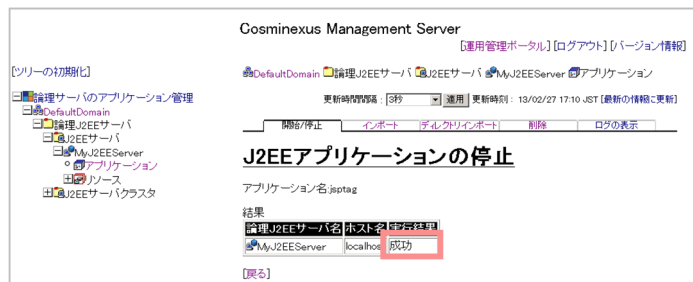 Cosminexus Management Server
[運用管理ポータル] [ログアウト] [バージョン情報]
[ツリーの初期化]
論理サーバのアプリケーション管理
DefaultDomain
論理J2EEサーバ
J2EEサーバ
MyJ2EEServer
アプリケーション
リソース
J2EEサーバクラスタ
DefaultDomain 論理J2EEサーバ J2EEサーバ MyJ2EEServer アプリケーション
更新時間間隔 : 3秒 適用 更新時刻 : 13/02/27 17:10 JST [最新の情報に更新]
開始/停止 インポート ディレクトリインポート 削除 ログの表示
J2EEアプリケーションの停止
アプリケーション名:jsptag
結果
論理J2EEサーバ名 ホスト名 実行結果
MyJ2EEServer localhost 成功
[戻る]